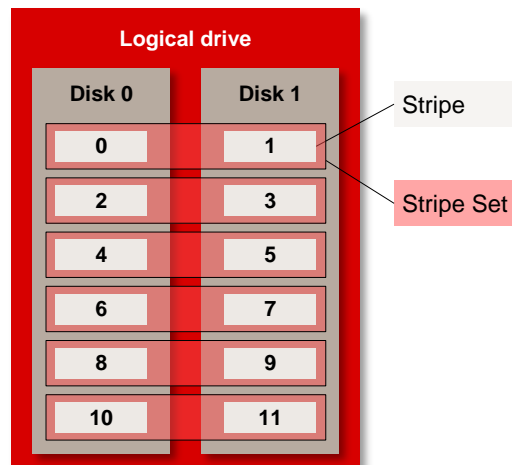 Logical drive
Disk 0 Disk 1
Stripe
0 1
2 3
Stripe Set
4 5
6 7
8 9
10 11